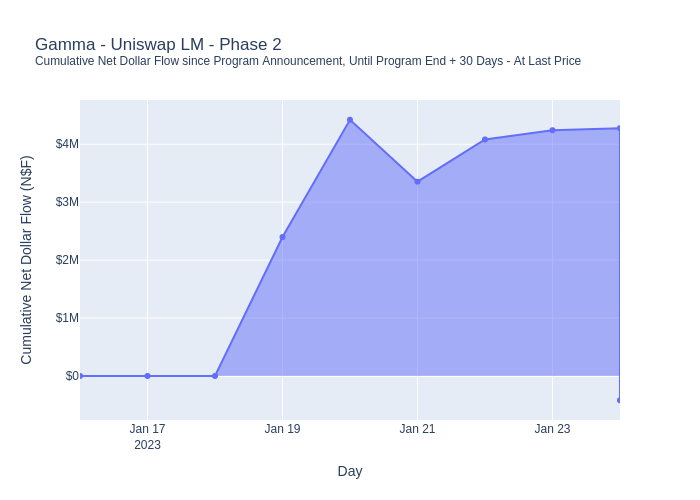 Gamma - Uniswap LM - Phase 2
Cumulative Net Dollar Flow since Program Announcement, Until Program End + 30 Days - At Last Price
Cumulative Net Dollar Flow (N$F)
$4M
$3M
$2M
$1M
$0
Jan 17
2023
Jan 19
Jan 21
Jan 23
Day